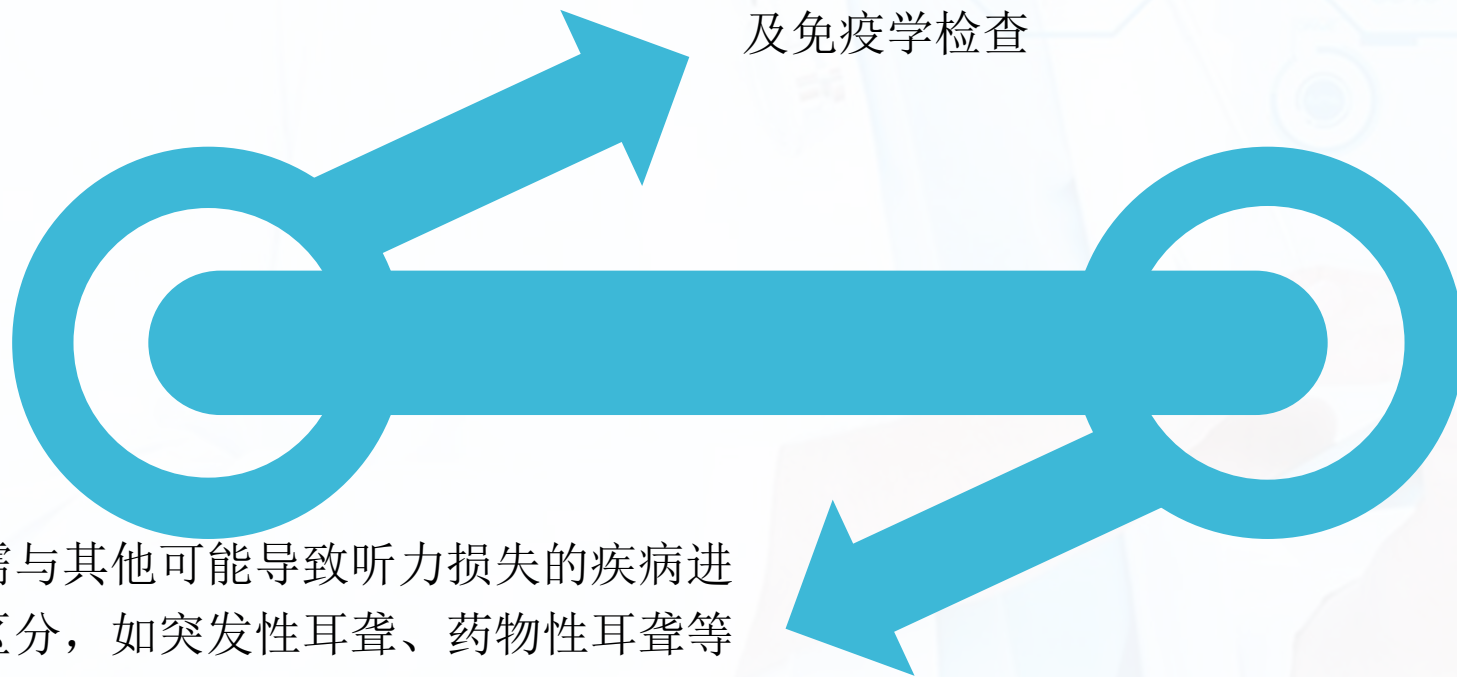 及免疫学检查
需与其他可能导致听力损失的疾病进
区分，如突发性耳聋、药物性耳聋等